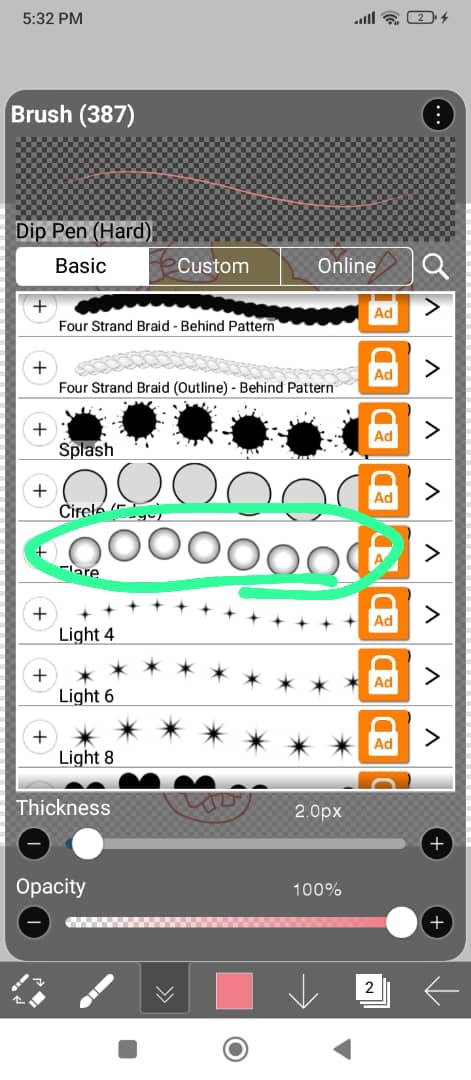 5:32 PM
2
Brush (387)
Dip Pen (Hard)
Basic Custom Online
Ad
Four Strand Braid - Behind Pattern
Ad
Four Strand Braid (Outline) - Behind Pattern
Ad
Splash
Ad
Circle (Edge)
Flare
Ad
Light 4
Ad
Light 6
Ad
Light 8
Thickness 2.0px
Opacity 100%
2